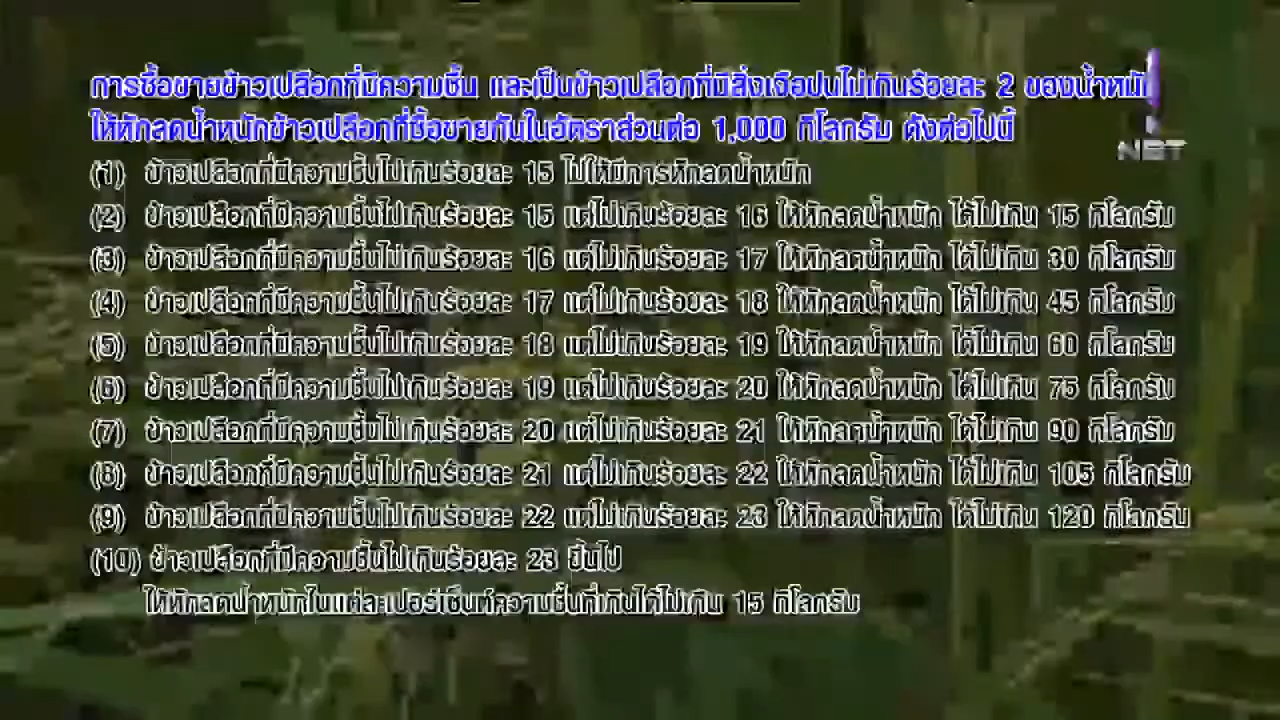 การซื้อขายข้าวเปลือกที่มีความชื้น และเป็นข้าวเปลือกที่มีสิ่งเจือปนไม่เกินร้อยละ 2 ของน้ำหนัก
ให้หักลดน้ำหนักข้าวเปลือกที่ซื้อขายกันในอัตราส่วนต่อ 1,000 กิโลกรัม ดังต่อไปนี้
NBT
(1) ข้าวเปลือกที่มีความชื้นไม่เกินร้อยละ 15 ไม่ให้มีการหักลดน้ำหนัก
(2) ข้าวเปลือกที่มีความชื้นไม่เกินร้อยละ 15 แต่ไม่เกินร้อยละ 16 ให้หักลดน้ำหนัก ได้ไม่เกิน 15 กิโลกรัม
(3) ข้าวเปลือกที่มีความชื้นไม่เกินร้อยละ 16 แต่ไม่เกินร้อยละ 17 ให้หักลดน้ำหนัก ได้ไม่เกิน 30 กิโลกรัม
(4) ข้าวเปลือกที่มีความชื้นไม่เกินร้อยละ 17 แต่ไม่เกินร้อยละ 18 ให้หักลดน้ำหนัก ได้ไม่เกิน 45 กิโลกรัม
(5) ข้าวเปลือกที่มีความชื้นไม่เกินร้อยละ 18 แต่ไม่เกินร้อยละ 19 ให้หักลดน้ำหนัก ได้ไม่เกิน 60 กิโลกรัม
(6) ข้าวเปลือกที่มีความชื้นไม่เกินร้อยละ 19 แต่ไม่เกินร้อยละ 20 ให้หักลดน้ำหนัก ได้ไม่เกิน 75 กิโลกรัม
(7) ข้าวเปลือกที่มีความชื้นไม่เกินร้อยละ 20 แต่ไม่เกินร้อยละ 21 ให้หักลดน้ำหนัก ได้ไม่เกิน 90 กิโลกรัม
(8) ข้าวเปลือกที่มีความชื้นไม่เกินร้อยละ 21 แต่ไม่เกินร้อยละ 22 ให้หักลดน้ำหนัก ได้ไม่เกิน 105 กิโลกรัม
(9) ข้าวเปลือกที่มีความชื้นไม่เกินร้อยละ 22 แต่ไม่เกินร้อยละ 23 ให้หักลดน้ำหนัก ได้ไม่เกิน 120 กิโลกรัม
(10) ข้าวเปลือกที่มีความชื้นไม่เกินร้อยละ 23 ขึ้นไป
ให้หักลดน้ำหนักในแต่ละเปอร์เซ็นต์ความชื้นที่เกินได้ไม่เกิน 15 กิโลกรัม